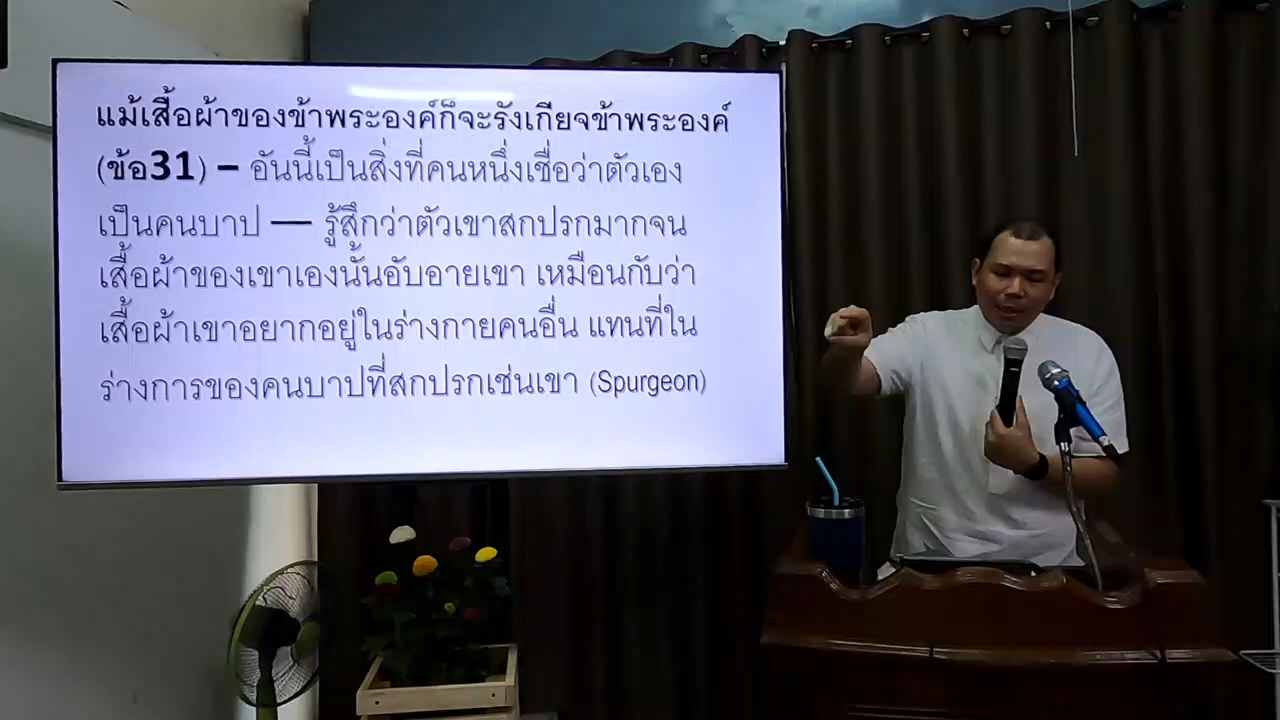 แม้เสื้อผ้าของข้าพระองค์ก็จะรังเกียจข้าพระองค์
(ข้อ31) – อันนี้เป็นสิ่งที่คนหนึ่งเชื่อว่าตัวเอง
เป็นคนบาป — รู้สึกว่าตัวเขาสกปรกมากจน
เสื้อผ้าของเขาเองนั้นอับอายเขา เหมือนกับว่า
เสื้อผ้าเขาอยากอยู่ในร่างกายคนอื่น แทนที่ใน
ร่างการของคนบาปที่สกปรกเช่นเขา (Spurgeon)